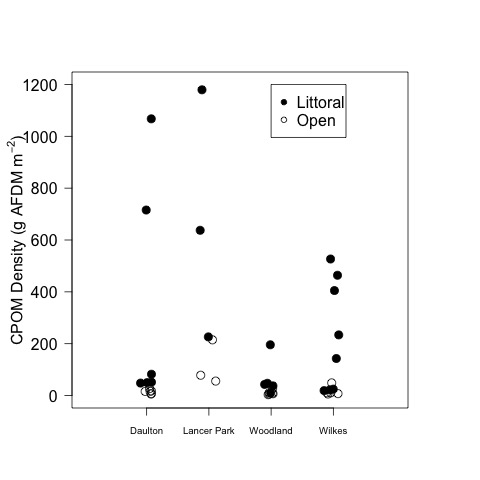 1200
1000
800
600
400
200
0
CPOM Density (g AFDM m⁻²)
Littoral
Open
Daulton Lancer Park Woodland Wilkes